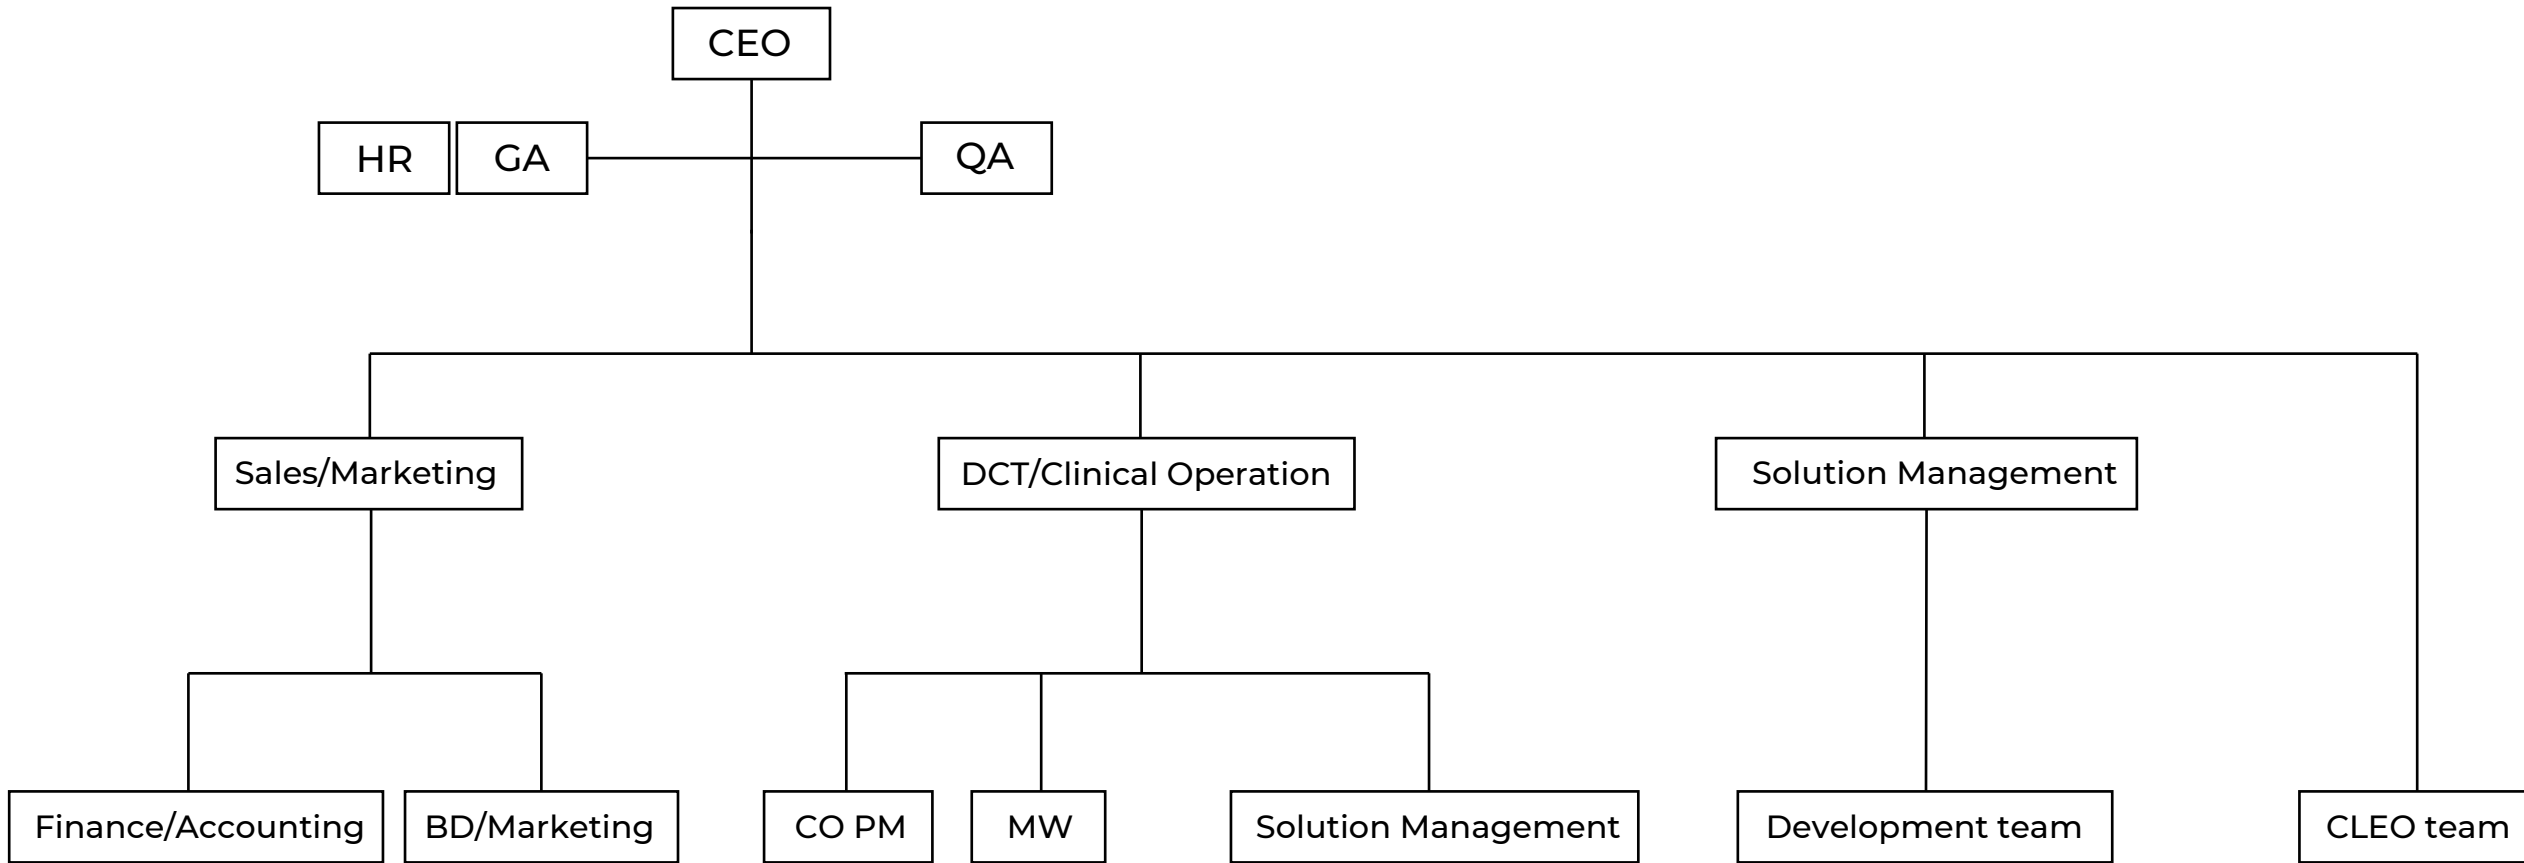 CEO
HR
GA
QA
Sales/Marketing
DCT/Clinical Operation
Solution Management
Finance/Accounting
BD/Marketing
CO PM
MW
Solution Management
Development team
CLEO team